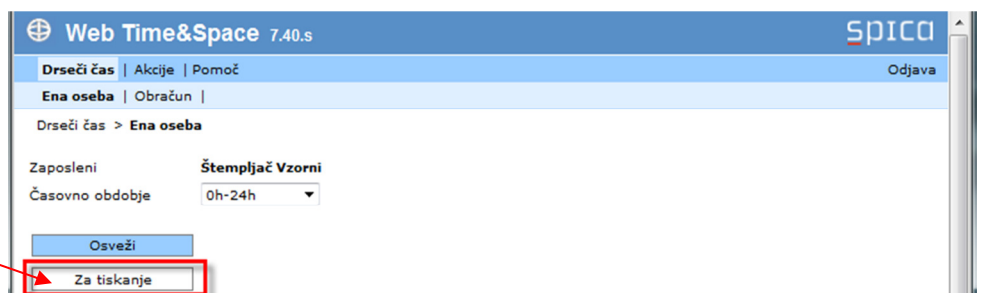 Web Time&Space 7.40.s spica
Drseči čas | Akcije | Pomoč Odjava
Ena oseba | Obračun |
Drseči čas > Ena oseba
Zaposleni Štempljač Vzorni
Časovno obdobje 0h-24h
Osveži
Za tiskanje